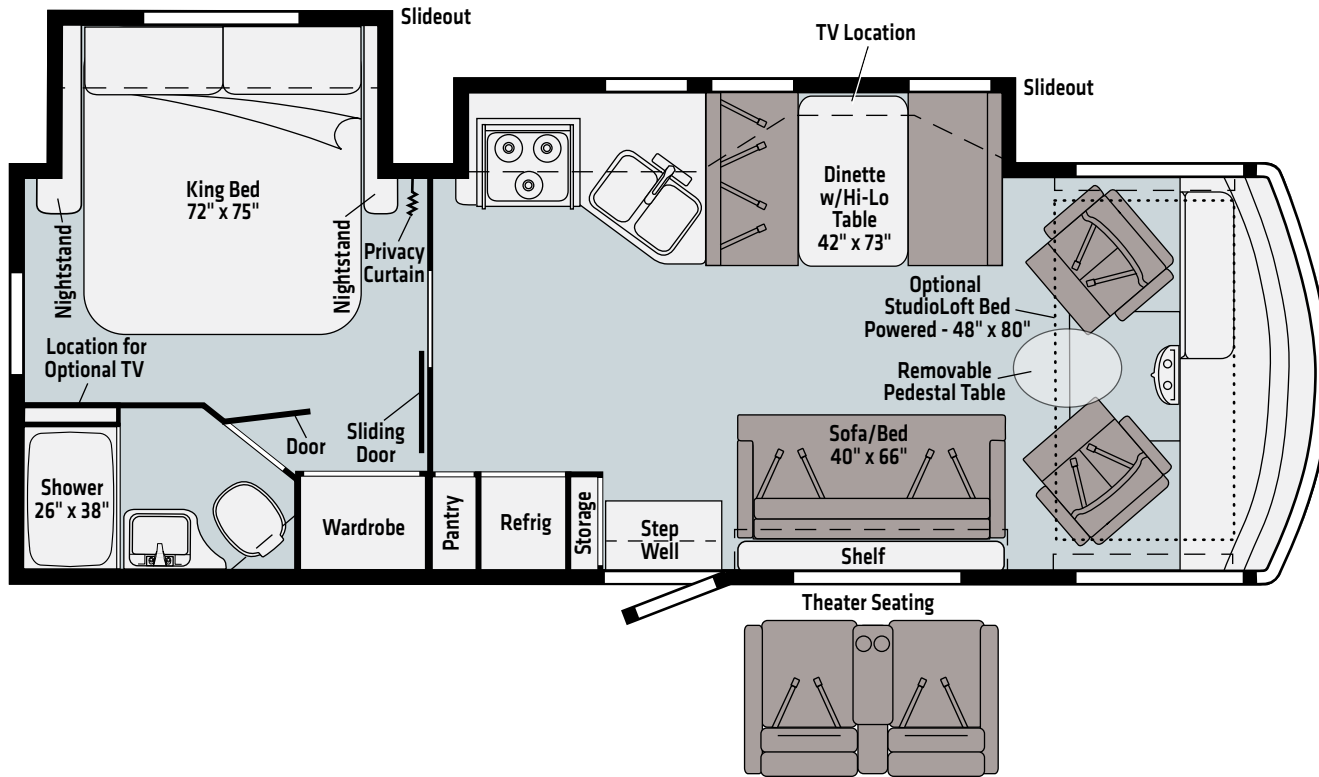 Slideout
TV Location
Slideout
King Bed
72" x 75"
Dinette
w/Hi-Lo
Table
42" x 73"
Nightstand
Nightstand
Privacy
Curtain
Optional
StudioLoft Bed
Powered - 48" x 80"
Location for
Optional TV
Removable
Pedestal Table
Door
Sliding
Door
Sofa/Bed
40" x 66"
Shower
26" x 38"
Wardrobe
Pantry
Refrig
Storage
Step
Well
Shelf
Theater Seating